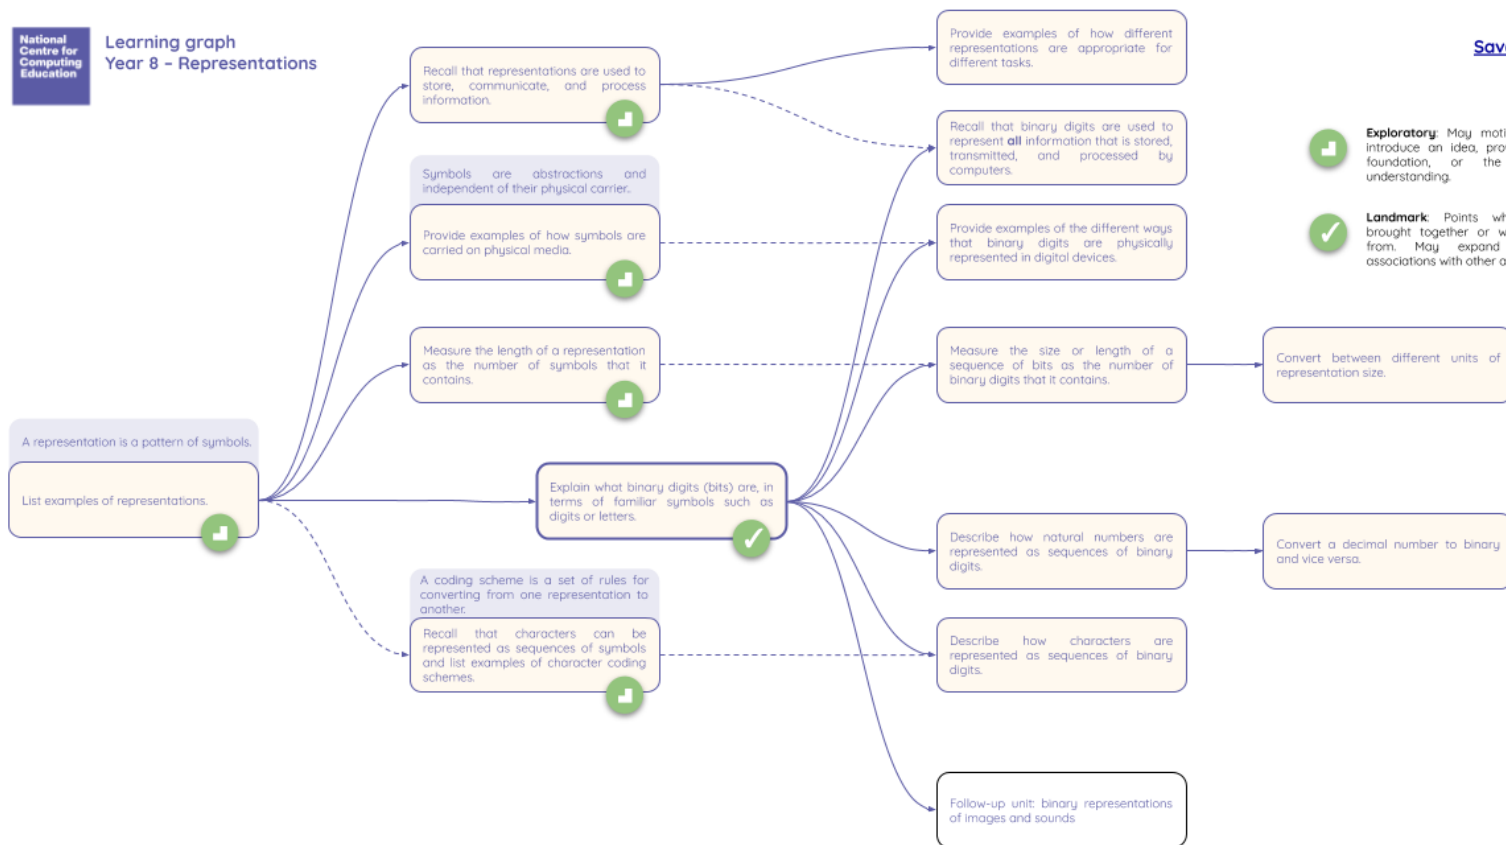 National
Centre for
Computing
Education
Learning graph
Year 8 – Representations
A representation is a pattern of symbols.
List examples of representations.
Recall that representations are used to
store, communicate, and process
information.
Symbols are abstractions and
independent of their physical carrier.
Provide examples of how symbols are
carried on physical media.
Measure the length of a representation
as the number of symbols that it
contains.
Explain what binary digits (bits) are, in
terms of familiar symbols such as
digits or letters.
A coding scheme is a set of rules for
converting from one representation to
another.
Recall that characters can be
represented as sequences of symbols
and list examples of character coding
schemes.
Provide examples of how different
representations are appropriate for
different tasks.
Recall that binary digits are used to
represent all information that is stored,
transmitted, and processed by
computers.
Provide examples of the different ways
that binary digits are physically
represented in digital devices.
Measure the size or length of a
sequence of bits as the number of
binary digits that it contains.
Describe how natural numbers are
represented as sequences of binary
digits.
Describe how characters are
represented as sequences of binary
digits.
Follow-up unit: binary representations
of images and sounds
Convert between different units of
representation size.
Convert a decimal number to binary
and vice versa.
Exploratory: May
introduce an idea,
foundation, or the
understanding.
Landmark: Points
brought together or
from. May expand
associations with other